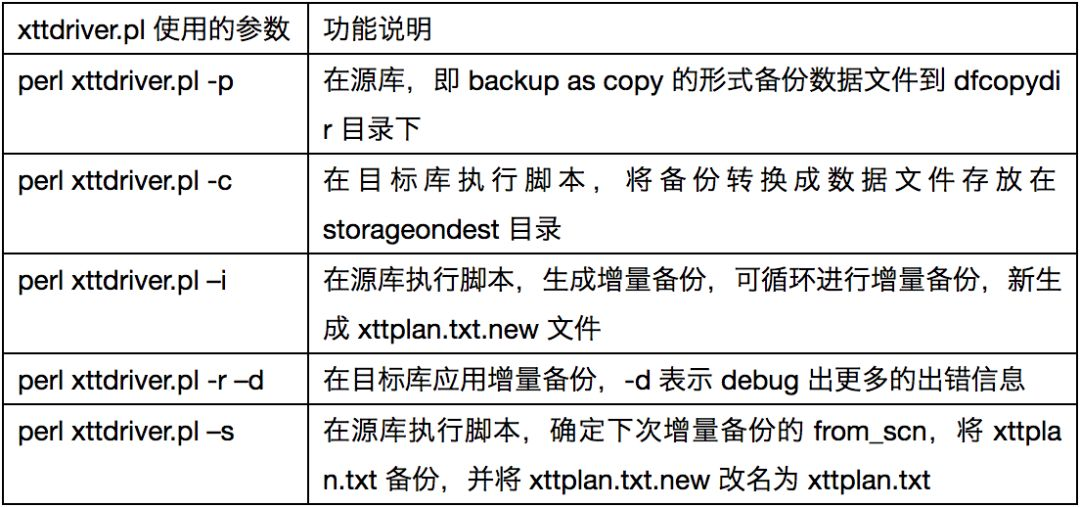 xttdriver.pl 使用的参数
功能说明
perl xttdriver.pl -p
在源库，即 backup as copy 的形式备份数据文件到 dfcopydi
r 目录下
perl xttdriver.pl -c
在目标库执行脚本，将备份转换成数据文件存放在
storageondest 目录
perl xttdriver.pl –i
在源库执行脚本，生成增量备份，可循环进行增量备份，新生
成 xttplan.txt.new 文件
perl xttdriver.pl -r –d
在目标库应用增量备份，-d 表示 debug 出更多的出错信息
perl xttdriver.pl –s
在源库执行脚本，确定下次增量备份的 from_scn，将 xttpla
n.txt 备份，并将 xttplan.txt.new 改名为 xttplan.txt